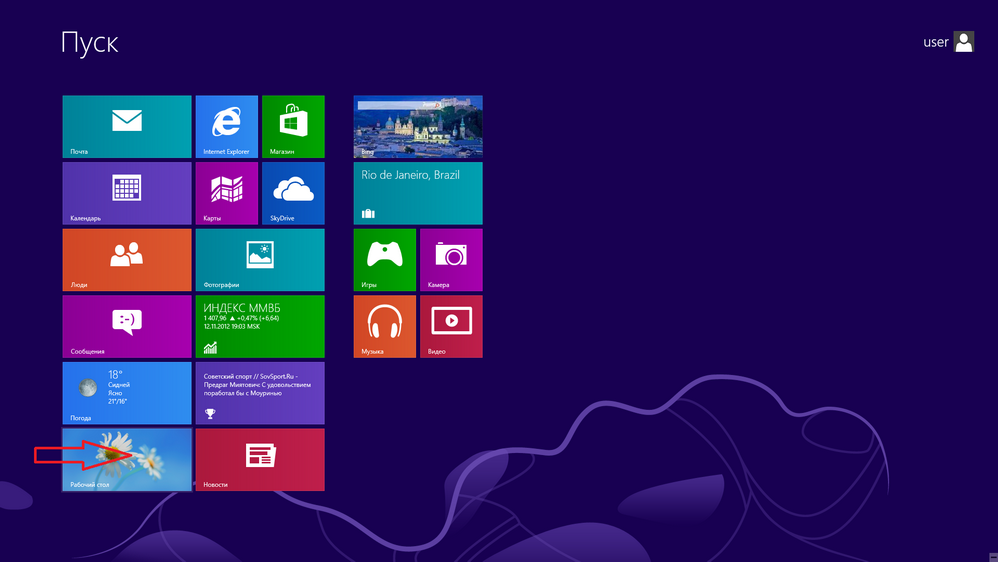 Пуск
user
Почта
Internet Explorer
Магазин
Bing
Календарь
Карты
SkyDrive
Rio de Janeiro, Brazil
Люди
Фотографии
Игры
Камера
Сообщения
ИНДЕКС ММВБ
1 407,96 ▲ +0,47% (+6,64)
12.11.2012 19:03 MSK
Музыка
Видео
18°
Сидней
Ясно
21°/16°
Погода
Советский спорт // SovSport.Ru -
Предраг Миятович: С удовольствием
поработал бы с Моуринью
Рабочий стол
Новости